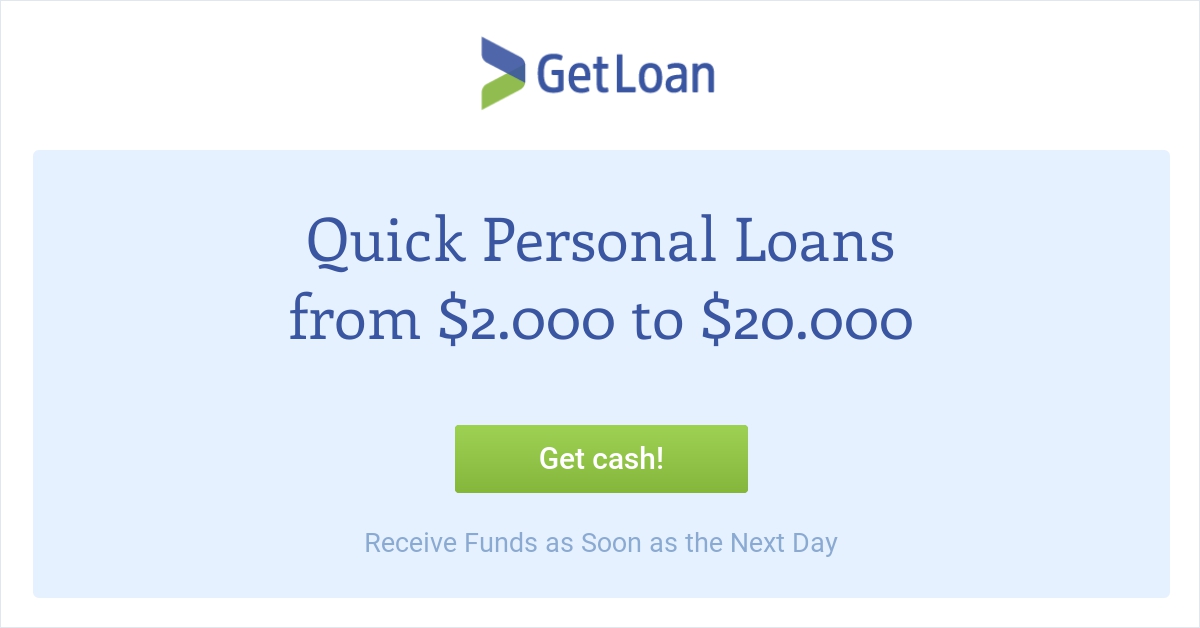 GetLoan
Quick Personal Loans
from $2.000 to $20.000
Get cash!
Receive Funds as Soon as the Next Day